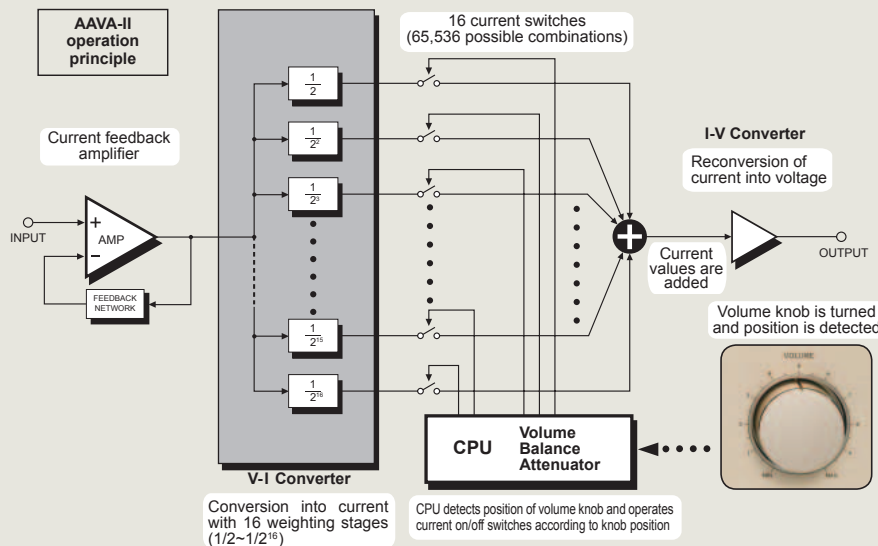 AAVA-II
operation
principle
16 current switches
(65,536 possible combinations)
Current feedback
amplifier
INPUT
+
−
AMP
FEEDBACK
NETWORK
1
2
1
2²
1
2³
1
2¹⁵
1
2¹⁶
V-I Converter
Conversion into current
with 16 weighting stages
(1/2~1/2¹⁶)
+
I-V Converter
Reconversion of
current into voltage
OUTPUT
Current
values are
added
Volume knob is turned
and position is detected
VOLUME
CPU
Volume
Balance
Attenuator
CPU detects position of volume knob and operates
current on/off switches according to knob position